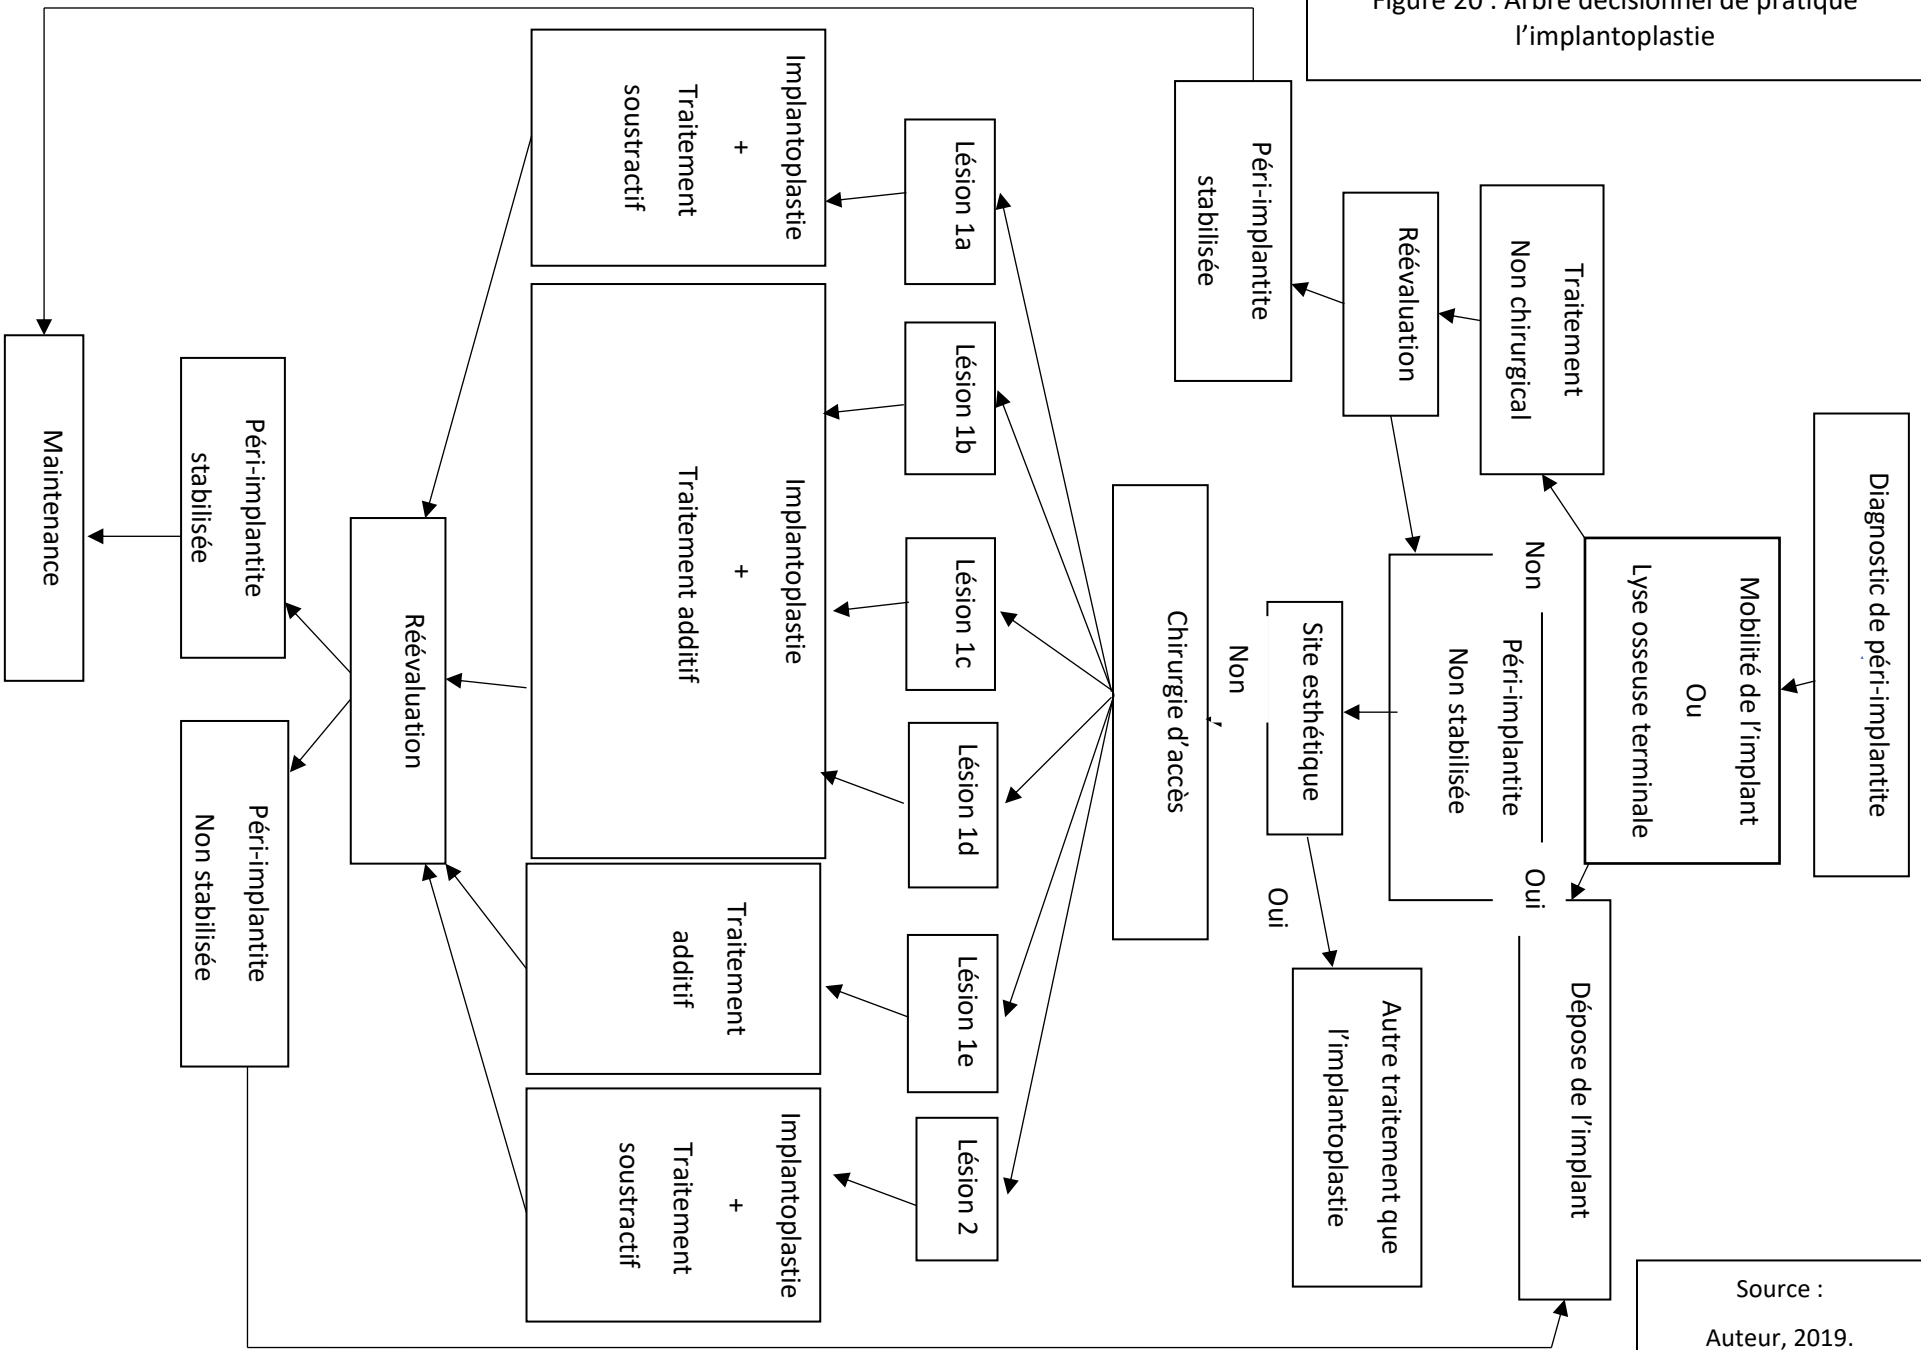 Figure 20 : Arbre décisionnel de pratique
l'implantoplastie
Diagnostic de péri-implantite
Mobilité de l'implant
Ou
Lyse osseuse terminale
Non
Oui
Traitement
Non chirurgical
Dépose de l'implant
Réévaluation
Péri-implantite
stabilisée
Péri-implantite
Non stabilisée
Site esthétique
Non
Oui
Autre traitement que
l'implantoplastie
Chirurgie d'accès
Lésion 1a
Lésion 1b
Lésion 1c
Lésion 1d
Lésion 1e
Lésion 2
Implantoplastie
+
Traitement
soustractif
Implantoplastie
+
Traitement additif
Traitement
additif
Implantoplastie
+
Traitement
soustractif
Réévaluation
Péri-implantite
stabilisée
Péri-implantite
Non stabilisée
Maintenance
Source :
Auteur, 2019.